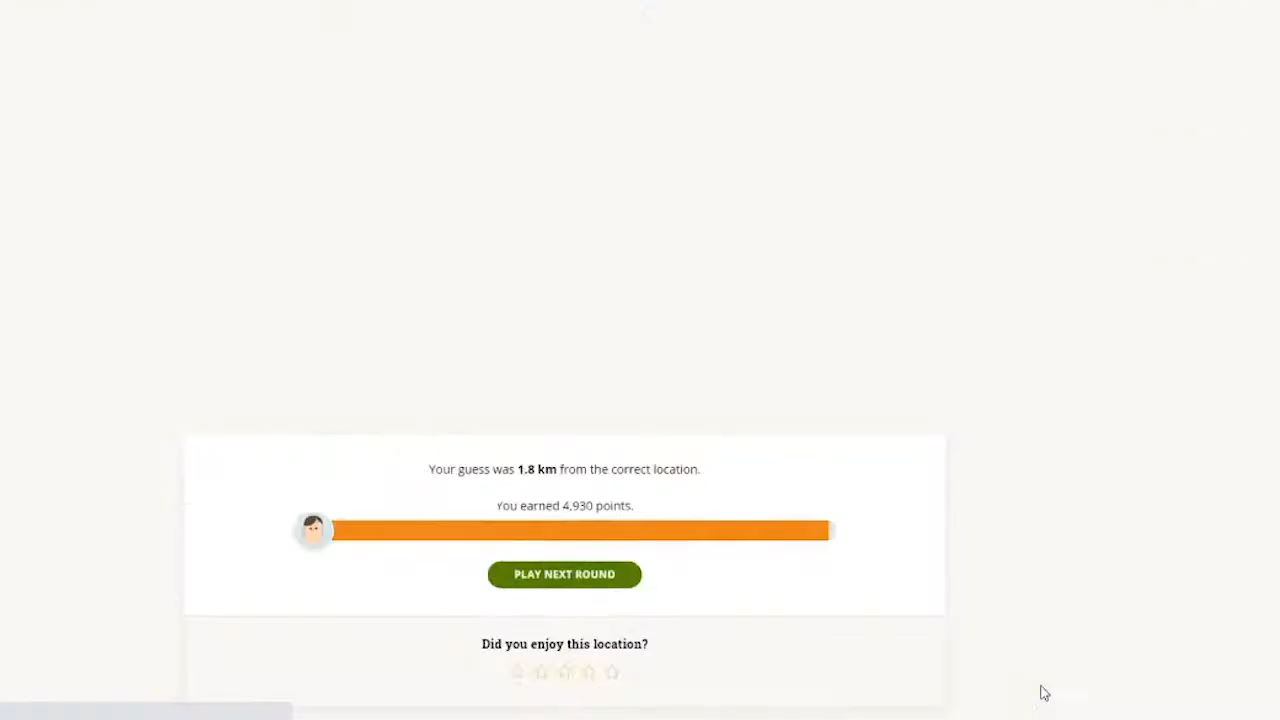 Your guess was 1.8 km from the correct location.
You earned 4,930 points.
PLAY NEXT ROUND
Did you enjoy this location?